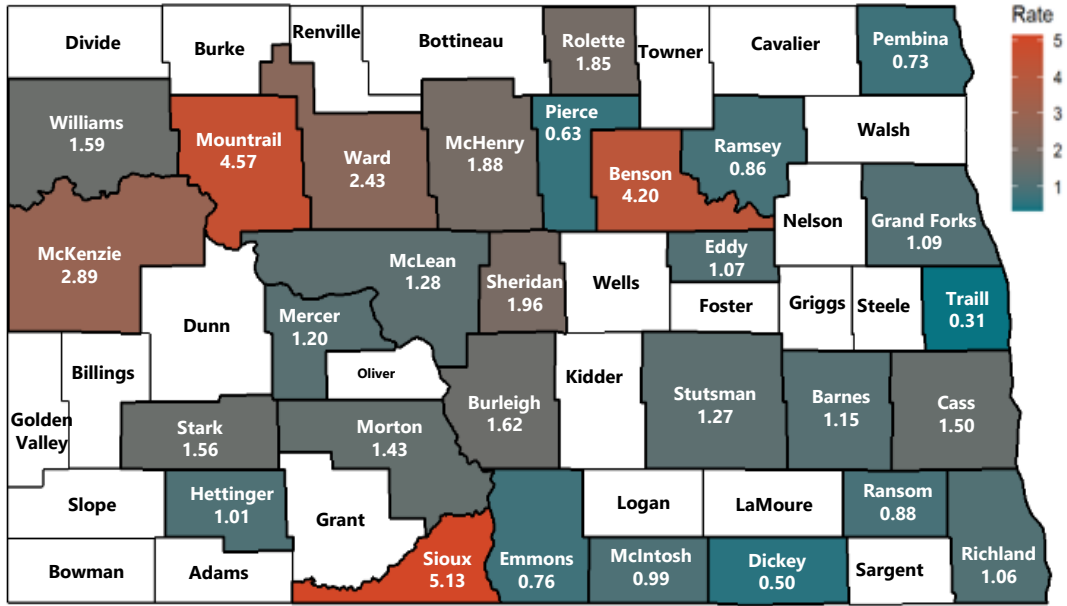 Rate
5
4
3
2
1
Divide
Burke
Renville
Bottineau
Rolette
1.85
Towner
Cavalier
Pembina
0.73
Williams
1.59
Mountrail
4.57
Ward
2.43
McHenry
1.88
Pierce
0.63
Benson
4.20
Ramsey
0.86
Walsh
McKenzie
2.89
McLean
1.28
Sheridan
1.96
Wells
Eddy
1.07
Nelson
Grand Forks
1.09
Dunn
Mercer
1.20
Foster
Griggs
Steele
Traill
0.31
Golden
Valley
Billings
Oliver
Burleigh
1.62
Kidder
Stutsman
1.27
Barnes
1.15
Cass
1.50
Stark
1.56
Morton
1.43
Slope
Hettinger
1.01
Grant
Logan
LaMoure
Ransom
0.88
Bowman
Adams
Sioux
5.13
Emmons
0.76
McIntosh
0.99
Dickey
0.50
Sargent
Richland
1.06